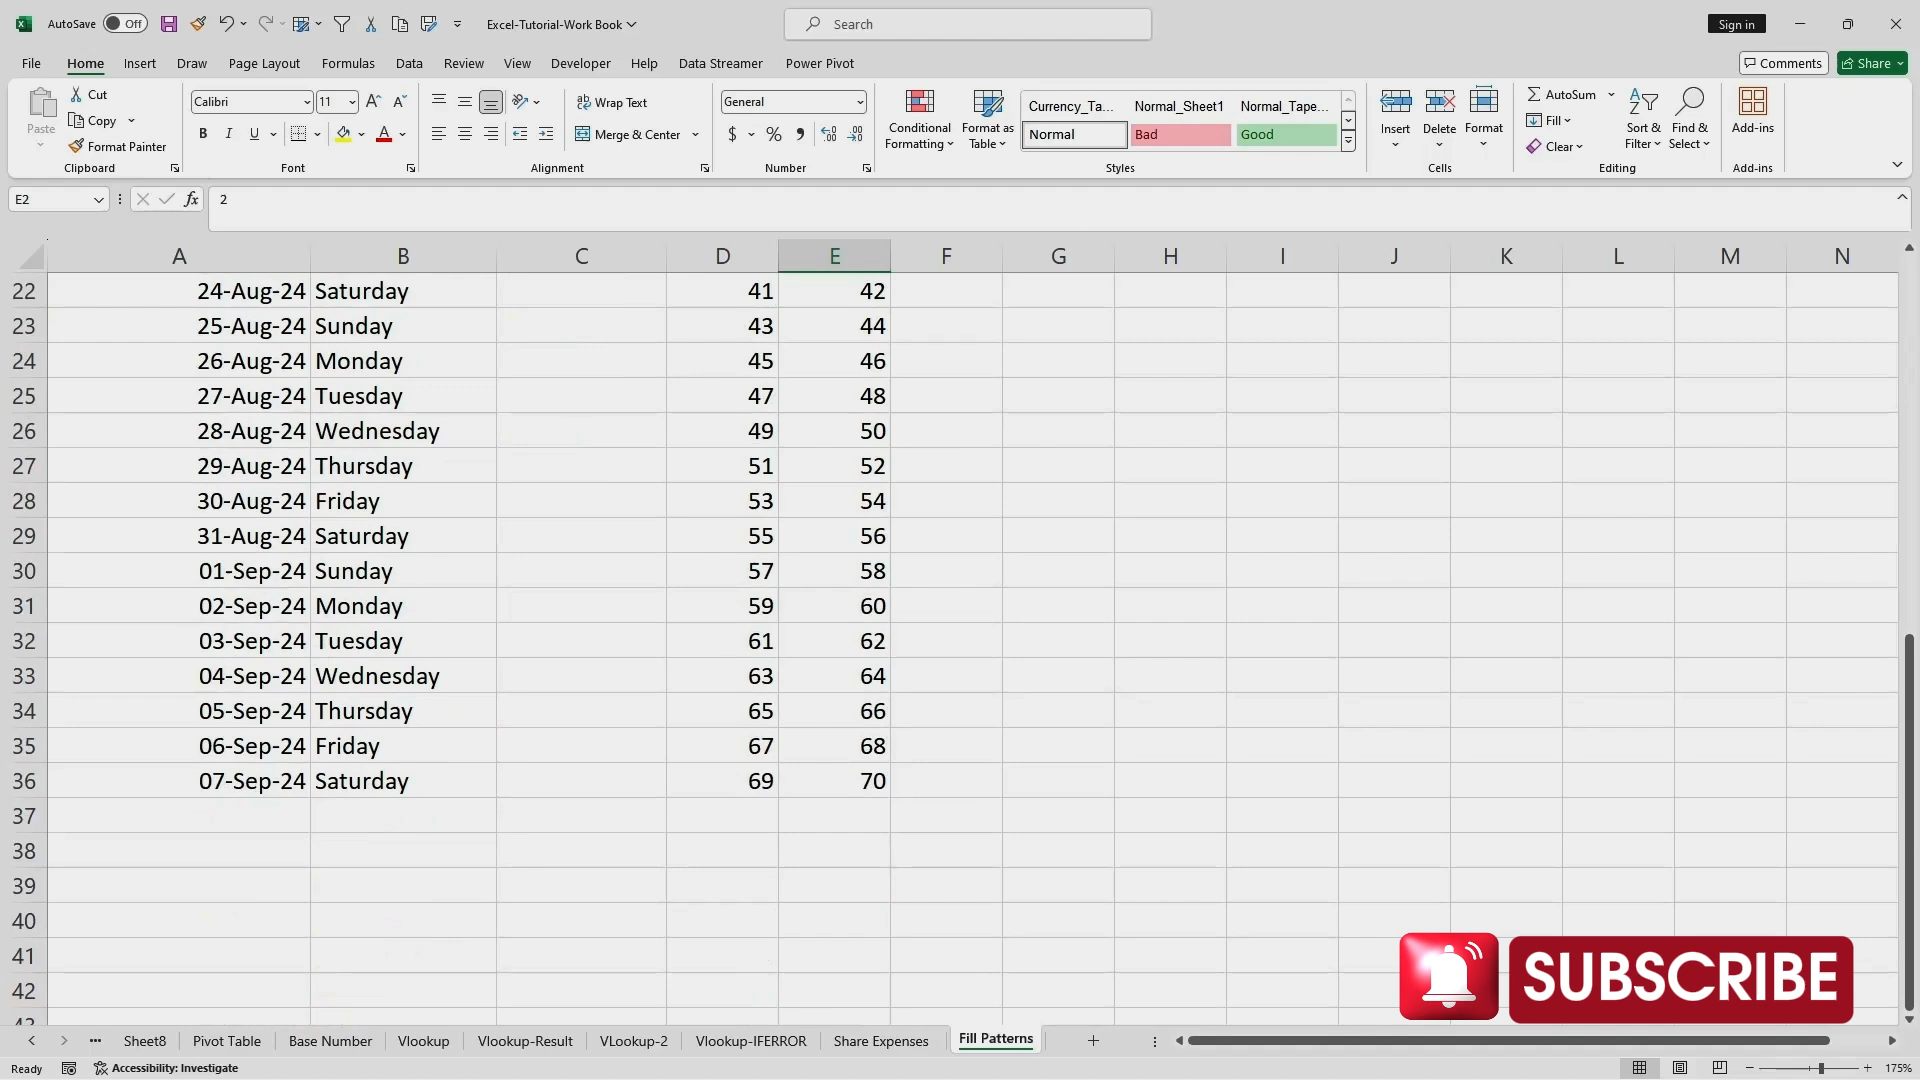 AutoSave Off Excel-Tutorial-Work Book Search Sign in
File Home Insert Draw Page Layout Formulas Data Review View Developer Help Data Streamer Power Pivot Comments Share
Paste Cut Copy Format Painter Clipboard
Calibri 11 B I U Font
Wrap Text Merge & Center Alignment
General $ % Number
Conditional Formatting Format as Table
Currency_Ta... Normal_Sheet1 Normal_Tape...
Normal Bad Good
Styles
Insert Delete Format Cells
AutoSum Fill Clear Sort & Filter Find & Select Editing
Add-ins Add-ins
E2 fx 2
A B C D E F G H I J K L M N
22 24-Aug-24 Saturday 41 42
23 25-Aug-24 Sunday 43 44
24 26-Aug-24 Monday 45 46
25 27-Aug-24 Tuesday 47 48
26 28-Aug-24 Wednesday 49 50
27 29-Aug-24 Thursday 51 52
28 30-Aug-24 Friday 53 54
29 31-Aug-24 Saturday 55 56
30 01-Sep-24 Sunday 57 58
31 02-Sep-24 Monday 59 60
32 03-Sep-24 Tuesday 61 62
33 04-Sep-24 Wednesday 63 64
34 05-Sep-24 Thursday 65 66
35 06-Sep-24 Friday 67 68
36 07-Sep-24 Saturday 69 70
37
38
39
40
41
42
SUBSCRIBE
Sheet8 Pivot Table Base Number Vlookup Vlookup-Result VLookup-2 Vlookup-IFERROR Share Expenses Fill Patterns
Ready Accessibility: Investigate 175%